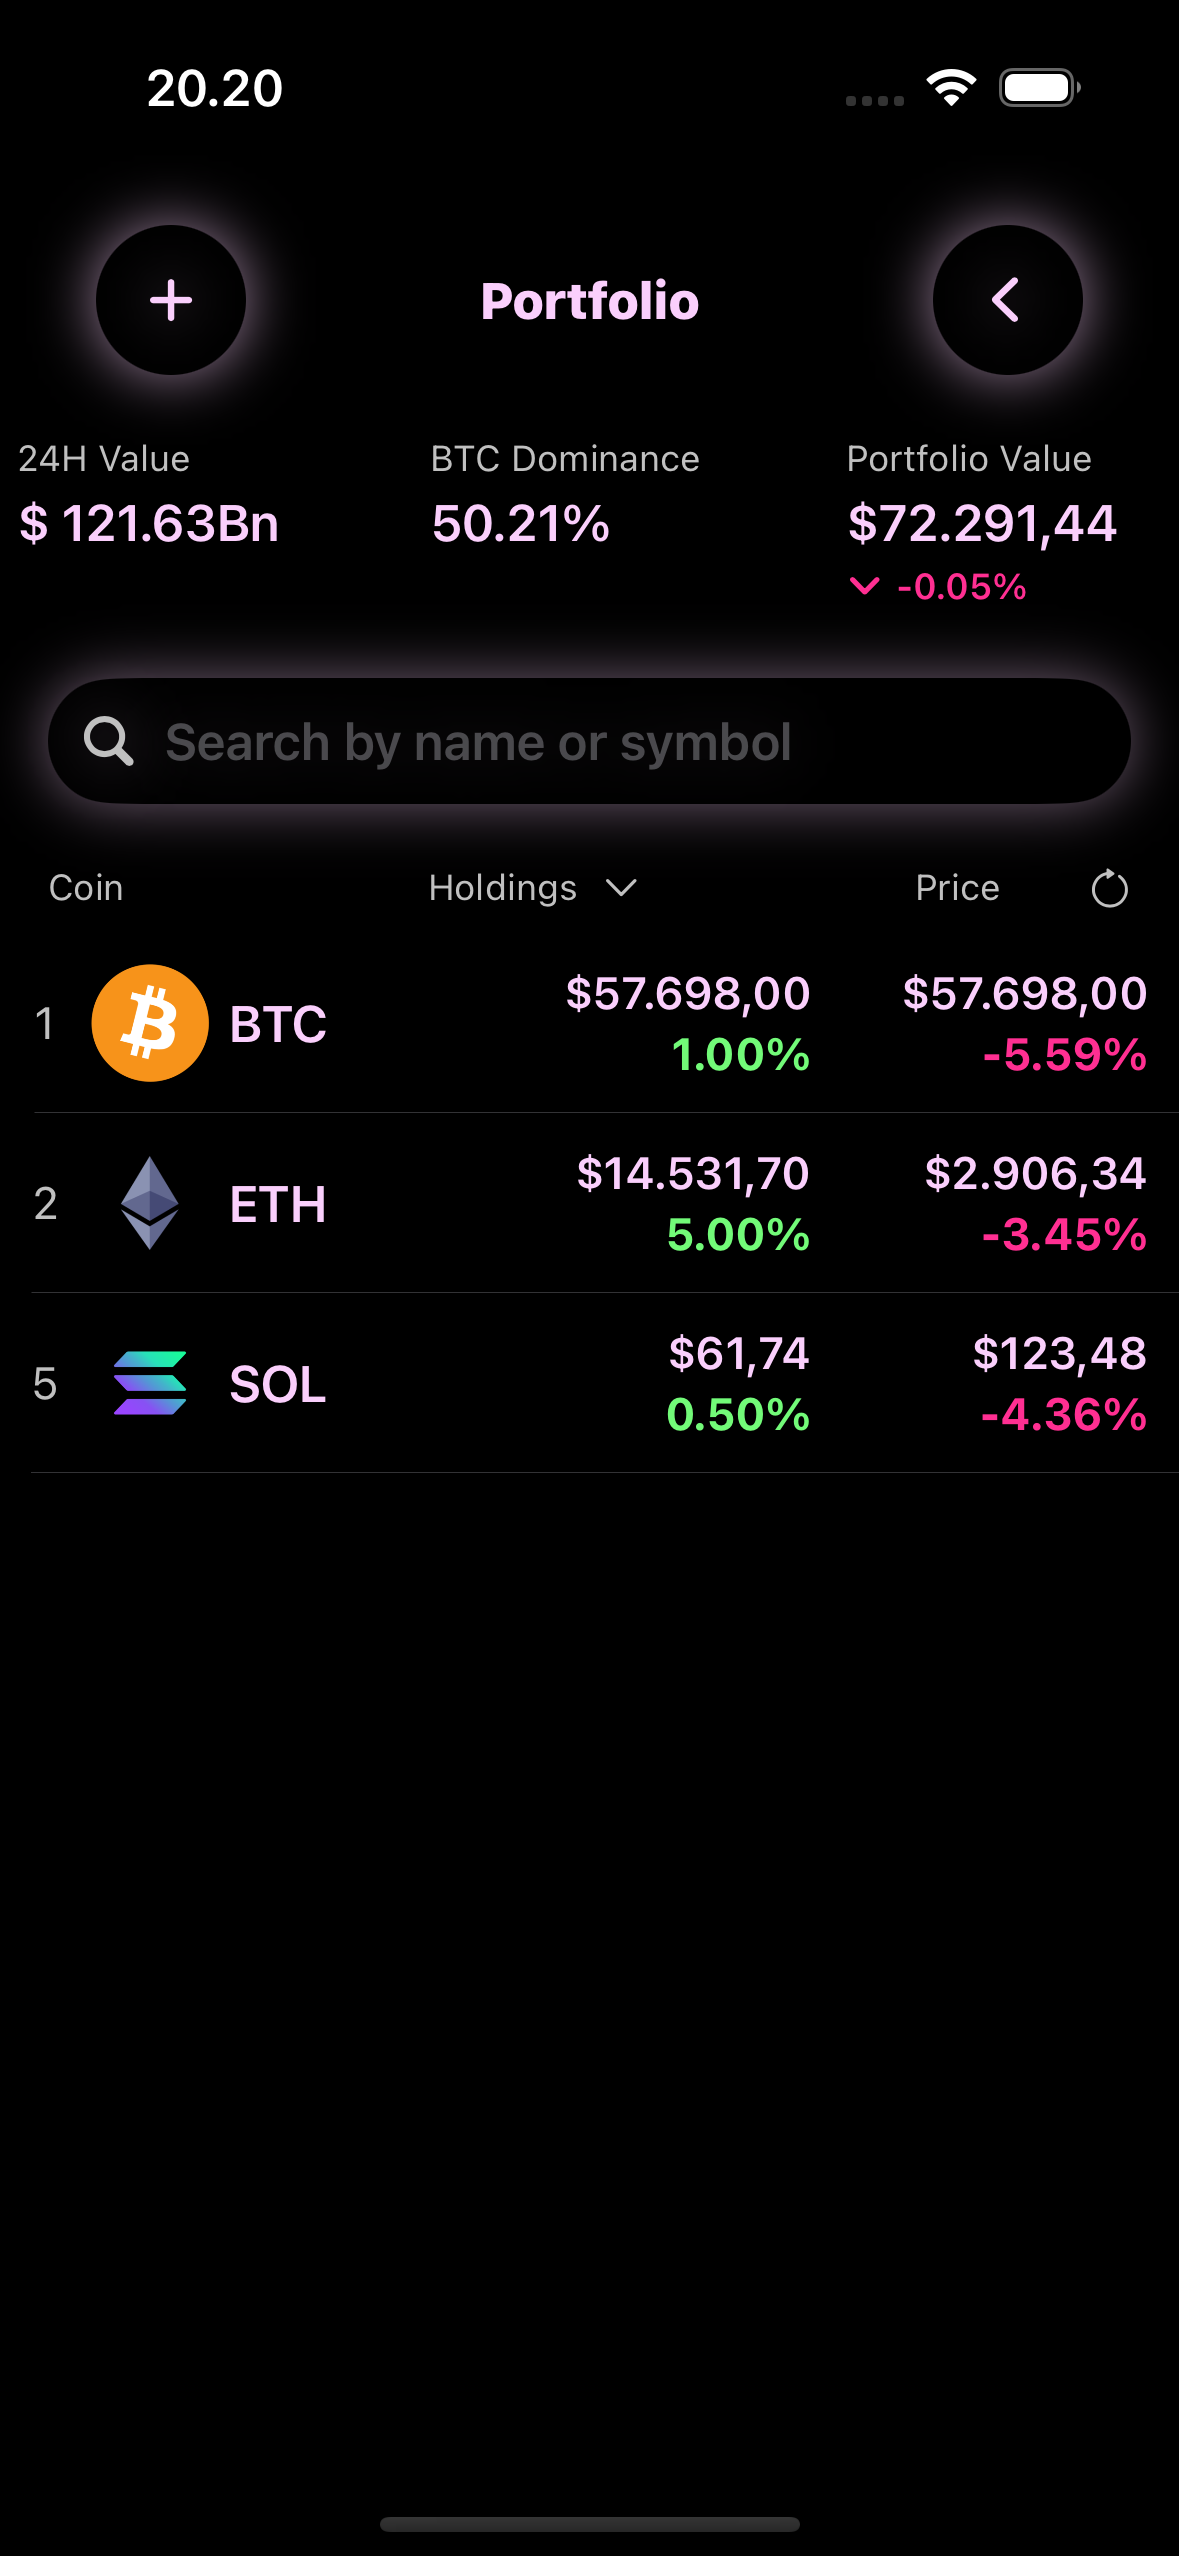 20.20
Portfolio
24H Value
BTC Dominance
Portfolio Value
$ 121.63Bn
50.21%
$72.291,44
-0.05%
Search by name or symbol
Coin
Holdings
Price
1
BTC
$57.698,00
1.00%
$57.698,00
-5.59%
2
ETH
$14.531,70
5.00%
$2.906,34
-3.45%
5
SOL
$61,74
0.50%
$123,48
-4.36%